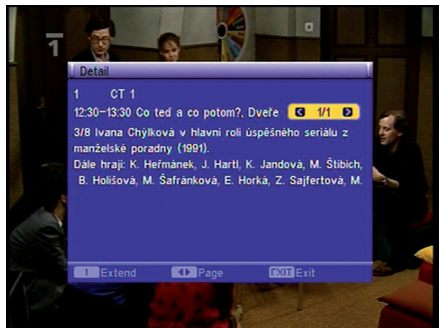 1
Detail
1 CT 1
12:30-13:30 Co teď a co potom?, Dveře 1/1
3/8 Ivana Chýlková v hlavní roli úspěšného seriálu z
manželské poradny (1991).
Dále hrají: K. Heřmánek, J. Hartl, K. Jandová, M. Štibich,
B. Holišová, M. Šafránková, E. Horká, Z. Sajfertová, M.
1 Extend Page EXIT Exit